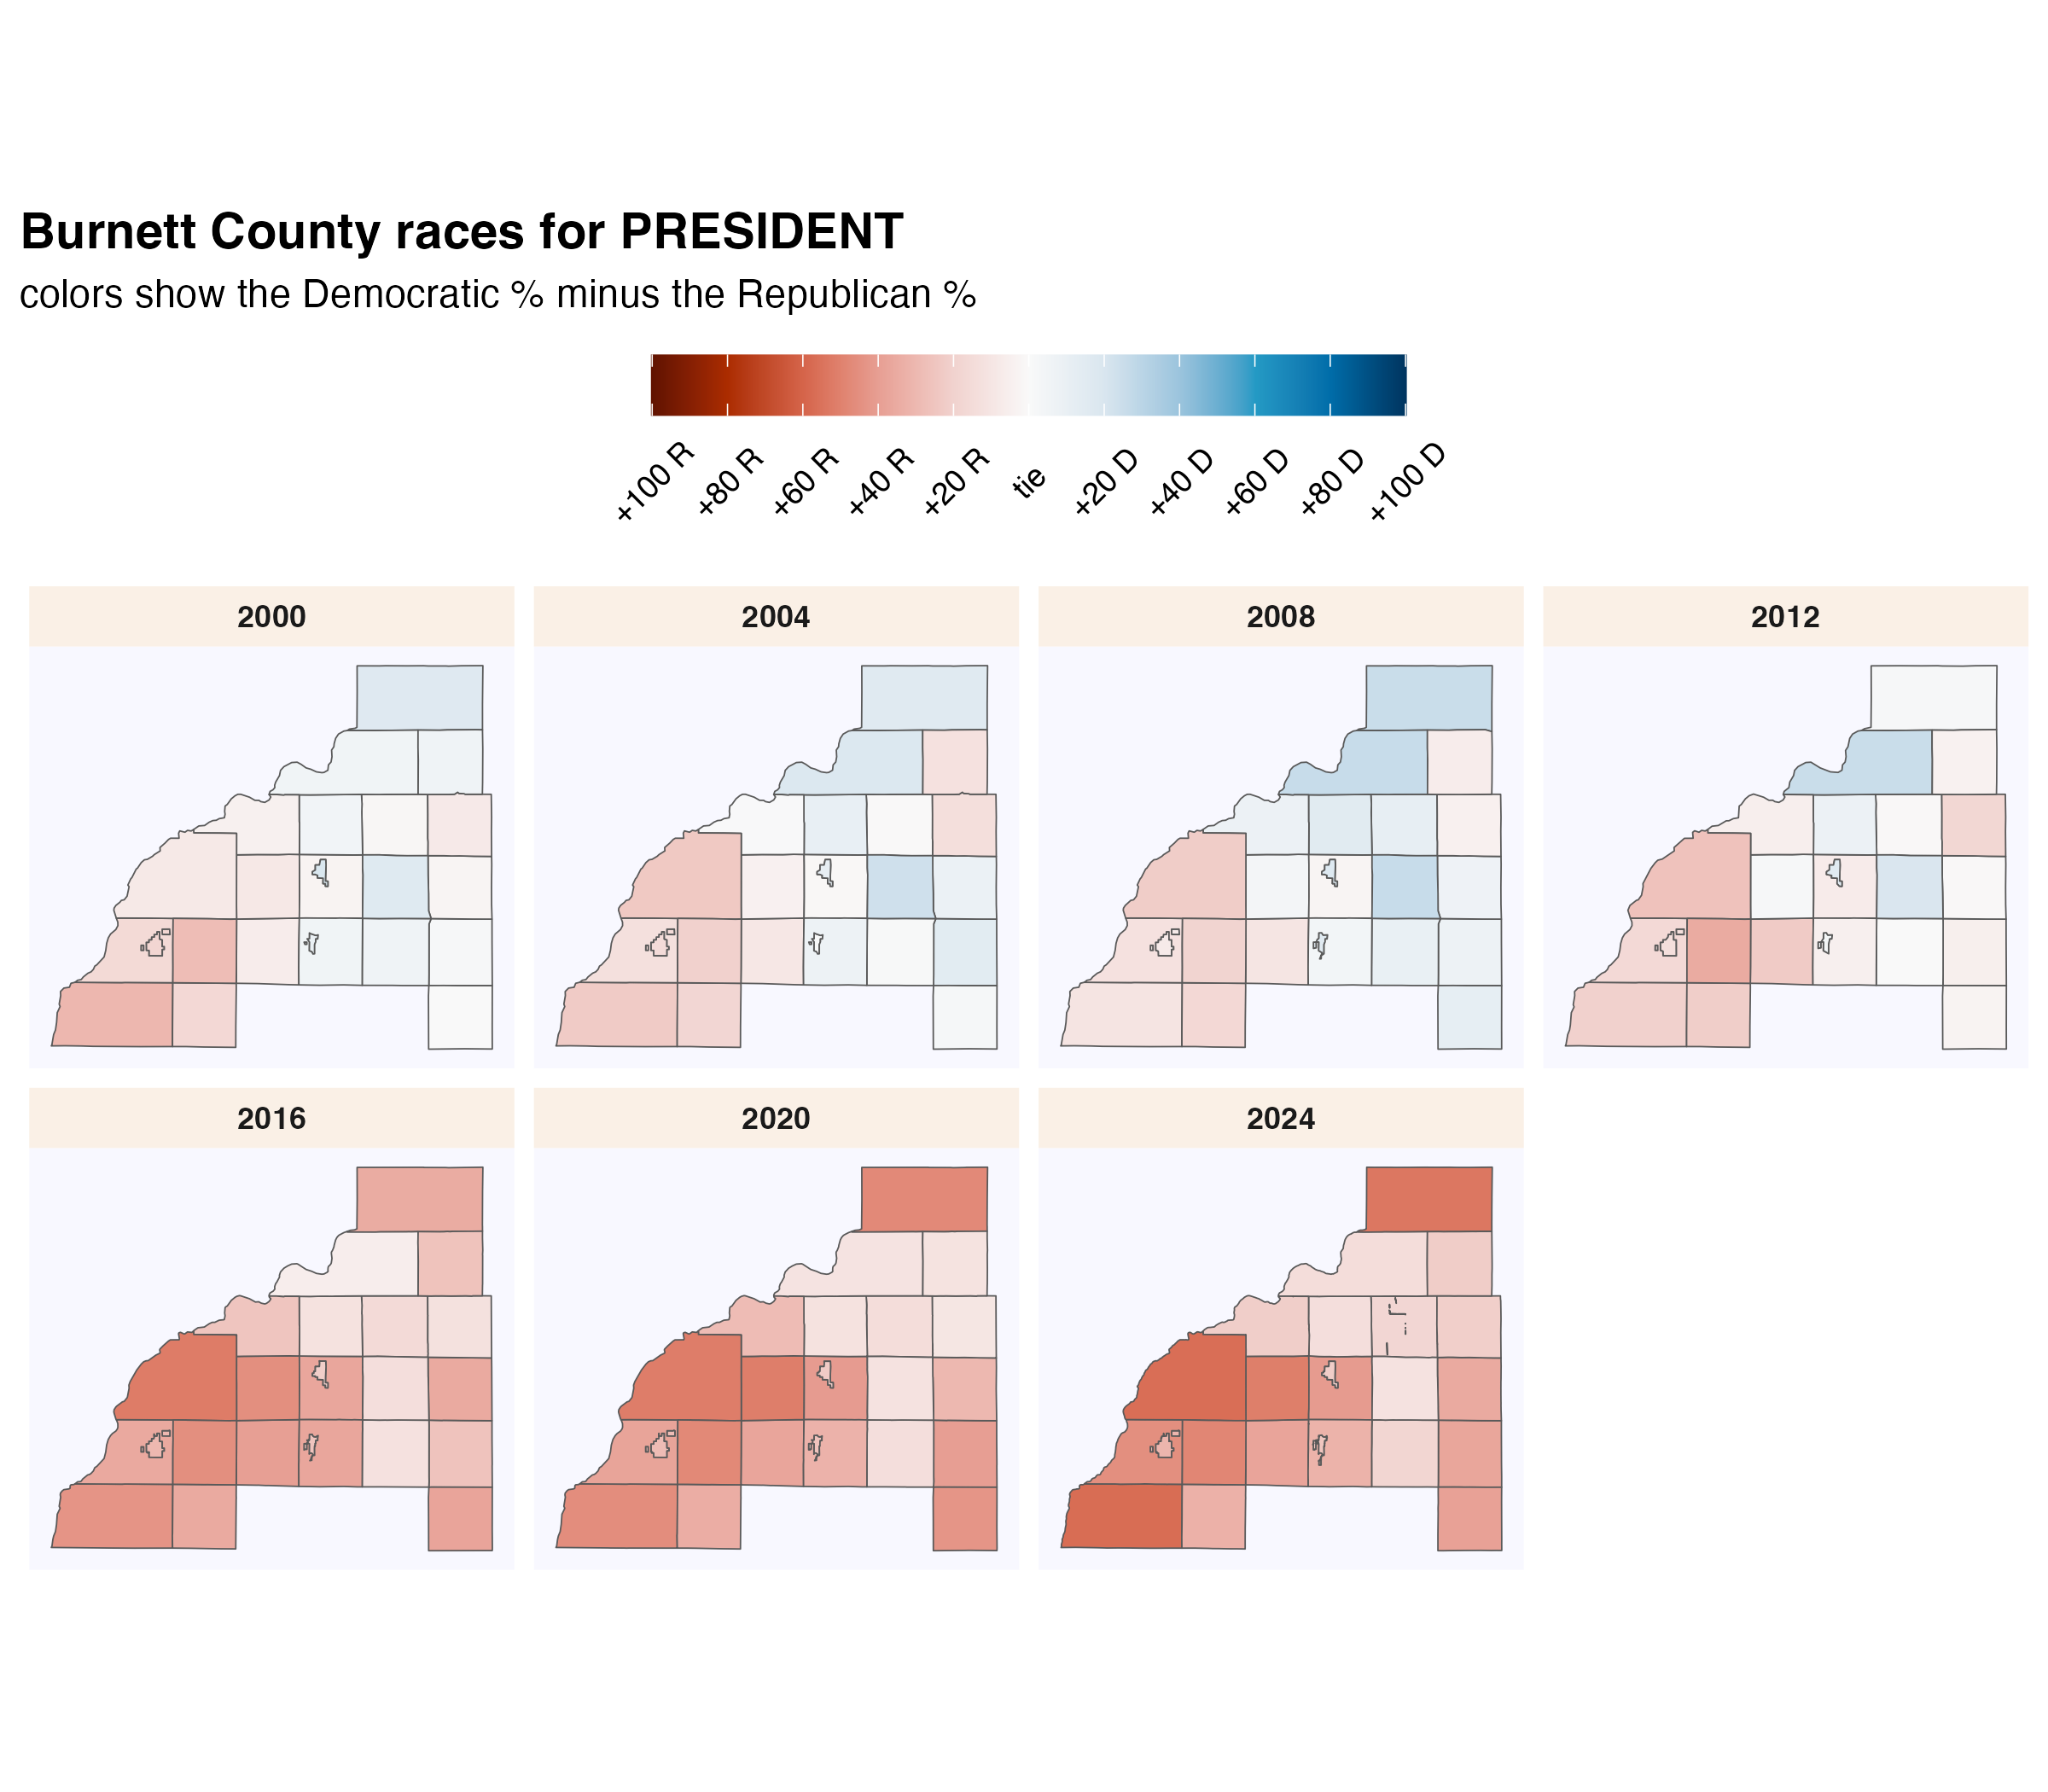 Burnett County races for PRESIDENT
colors show the Democratic % minus the Republican %
+100 R
+80 R
+60 R
+40 R
+20 R
tie
+20 D
+40 D
+60 D
+80 D
+100 D
2000
2004
2008
2012
2016
2020
2024